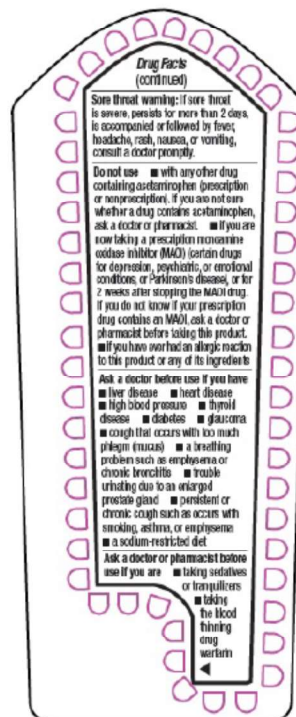 Drug Facts
(continued)
Sore throat warning: If sore throat
is severe, persists for more than 2 days,
is accompanied or followed by fever,
headache, rash, nausea, or vomiting,
consult a doctor promptly.
Do not use ■ with any other drug
containing acetaminophen (prescription
or nonprescription). If you are not sure
whether a drug contains acetaminophen,
ask a doctor or pharmacist. ■ If you are
now taking a prescription monoamine
oxidase inhibitor (MAOI) (certain drugs
for depression, psychiatric, or emotional
conditions, or Parkinson's disease), or for
2 weeks after stopping the MAOI drug.
If you do not know if your prescription
drug contains an MAOI, ask a doctor or
pharmacist before taking this product.
■ if you have ever had an allergic reaction
to this product or any of its ingredients
Ask a doctor before use if you have
■ liver disease ■ heart disease
■ high blood pressure ■ thyroid
disease ■ diabetes ■ glaucoma
■ cough that occurs with too much
phlegm (mucus) ■ a breathing
problem such as emphysema or
chronic bronchitis ■ trouble
urinating due to an enlarged
prostate gland ■ persistent or
chronic cough such as occurs with
smoking, asthma, or emphysema
■ a sodium-restricted diet
Ask a doctor or pharmacist before
use if you are ■ taking sedatives
or tranquilizers
■ taking
the blood
thinning
drug
warfarin